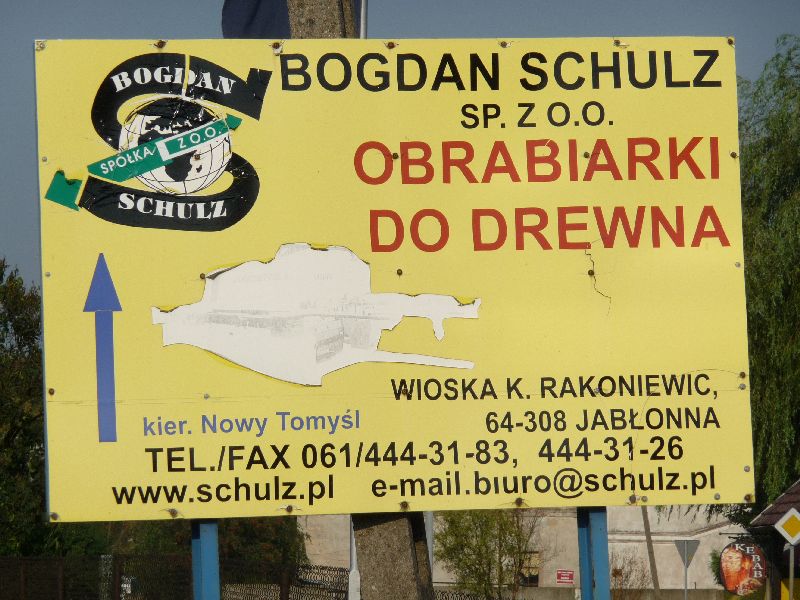 BOGDAN
SPÓŁKA Z O.O.
SCHULZ
BOGDAN SCHULZ
SP. Z O.O.
OBRABIARKI
DO DREWNA
WIOSKA K. RAKONIEWIC,
64-308 JABŁONNA
kier. Nowy Tomyśl
TEL./FAX 061/444-31-83, 444-31-26
www.schulz.pl e-mail.biuro@schulz.pl
KEBAB